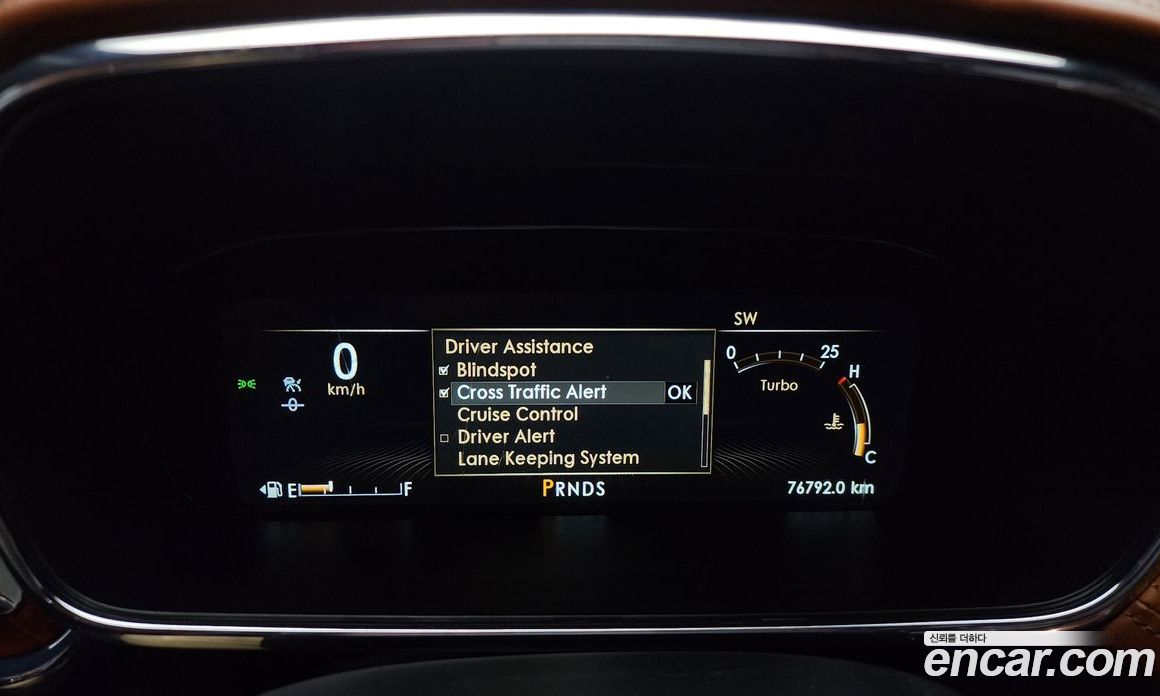 SW
0
km/h
Driver Assistance
Blindspot
Cross Traffic Alert OK
Cruise Control
Driver Alert
Lane Keeping System
0 25
Turbo
H
C
E F
PRNDS
76792.0 km
신뢰를 더하다
encar.com